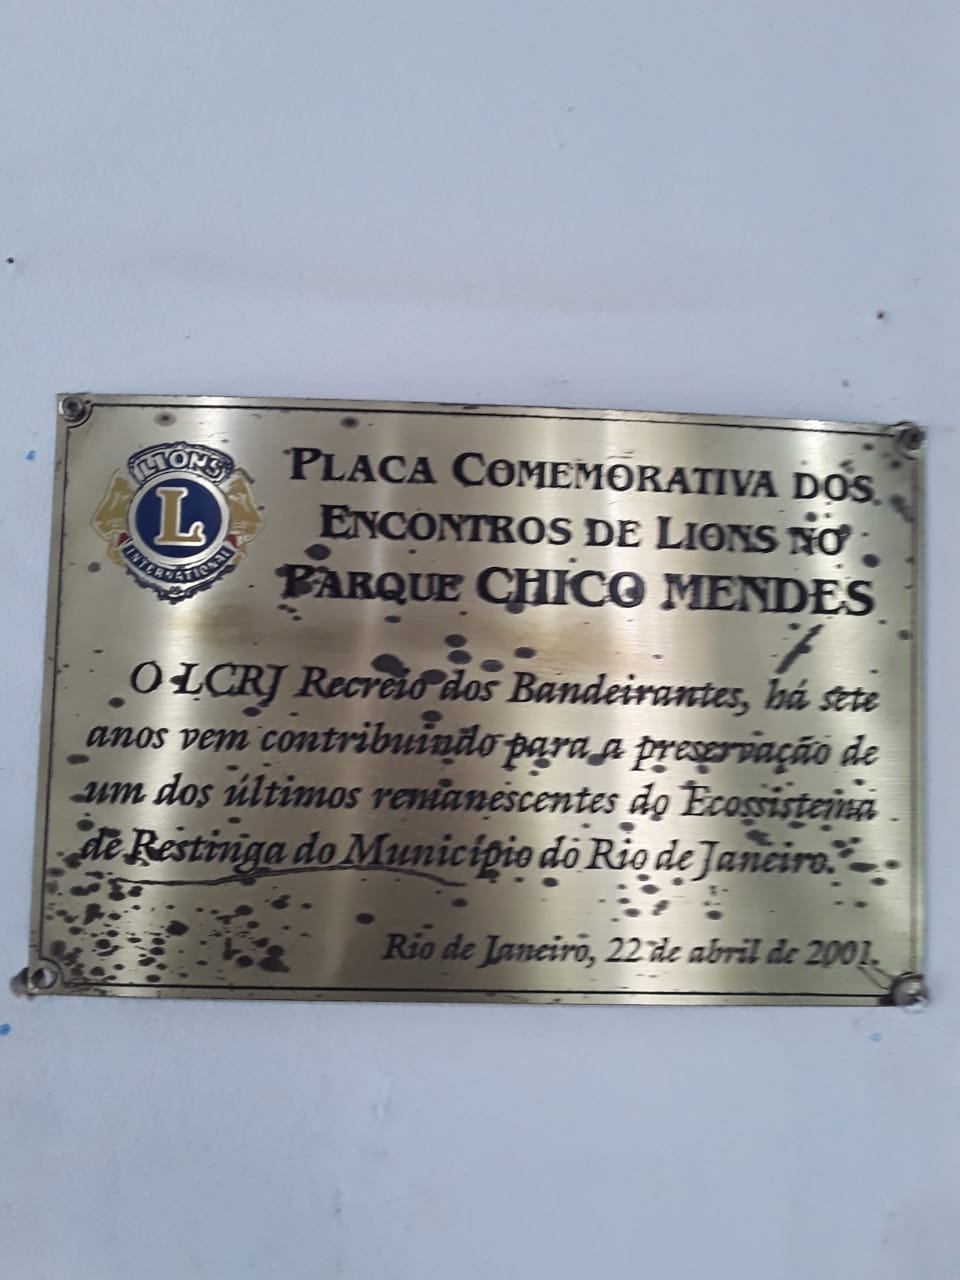 LIONS
L
INTERNATIONAL
PLACA COMEMORATIVA DOS
ENCONTROS DE LIONS NO
PARQUE CHICO MENDES
O LCRJ Recreio dos Bandeirantes, há sete
anos vem contribuindo para a preservação de
um dos últimos remanescentes do Ecossistema
de Restinga do Município do Rio de Janeiro.
Rio de Janeiro, 22 de abril de 2001.